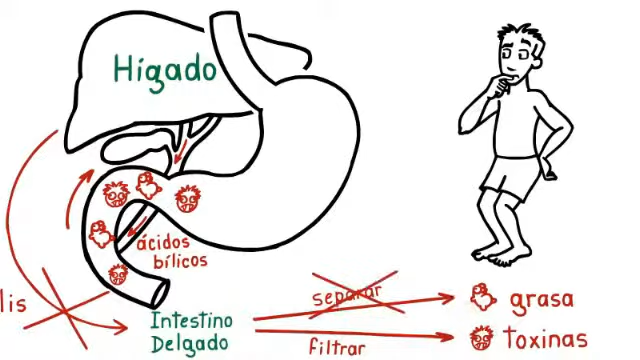 Hígado
ácidos
bílicos
lis
separar
grasa
Intestino
Delgado
filtrar
toxinas